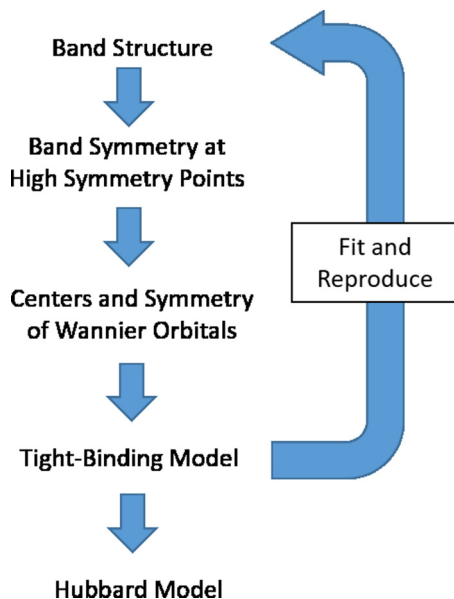 Band Structure
Band Symmetry at
High Symmetry Points
Fit and
Reproduce
Centers and Symmetry
of Wannier Orbitals
Tight-Binding Model
Hubbard Model